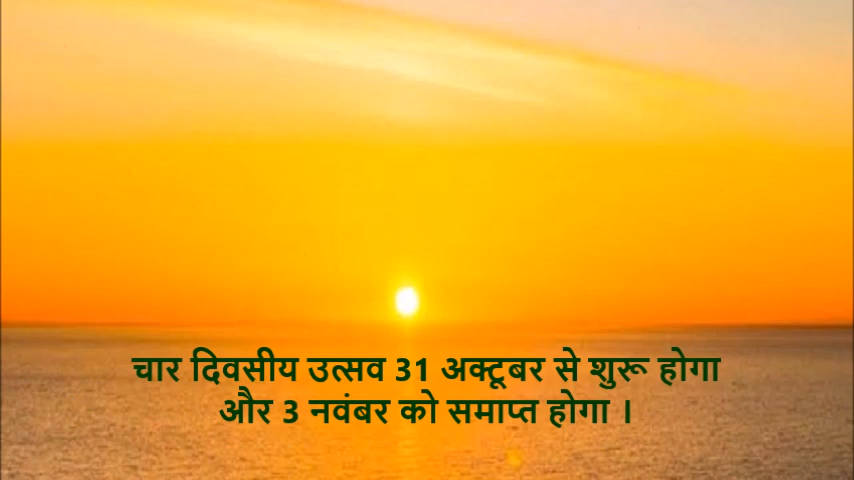 चार दिवसीय उत्सव 31 अक्टूबर से शुरू होगा
और 3 नवंबर को समाप्त होगा ।